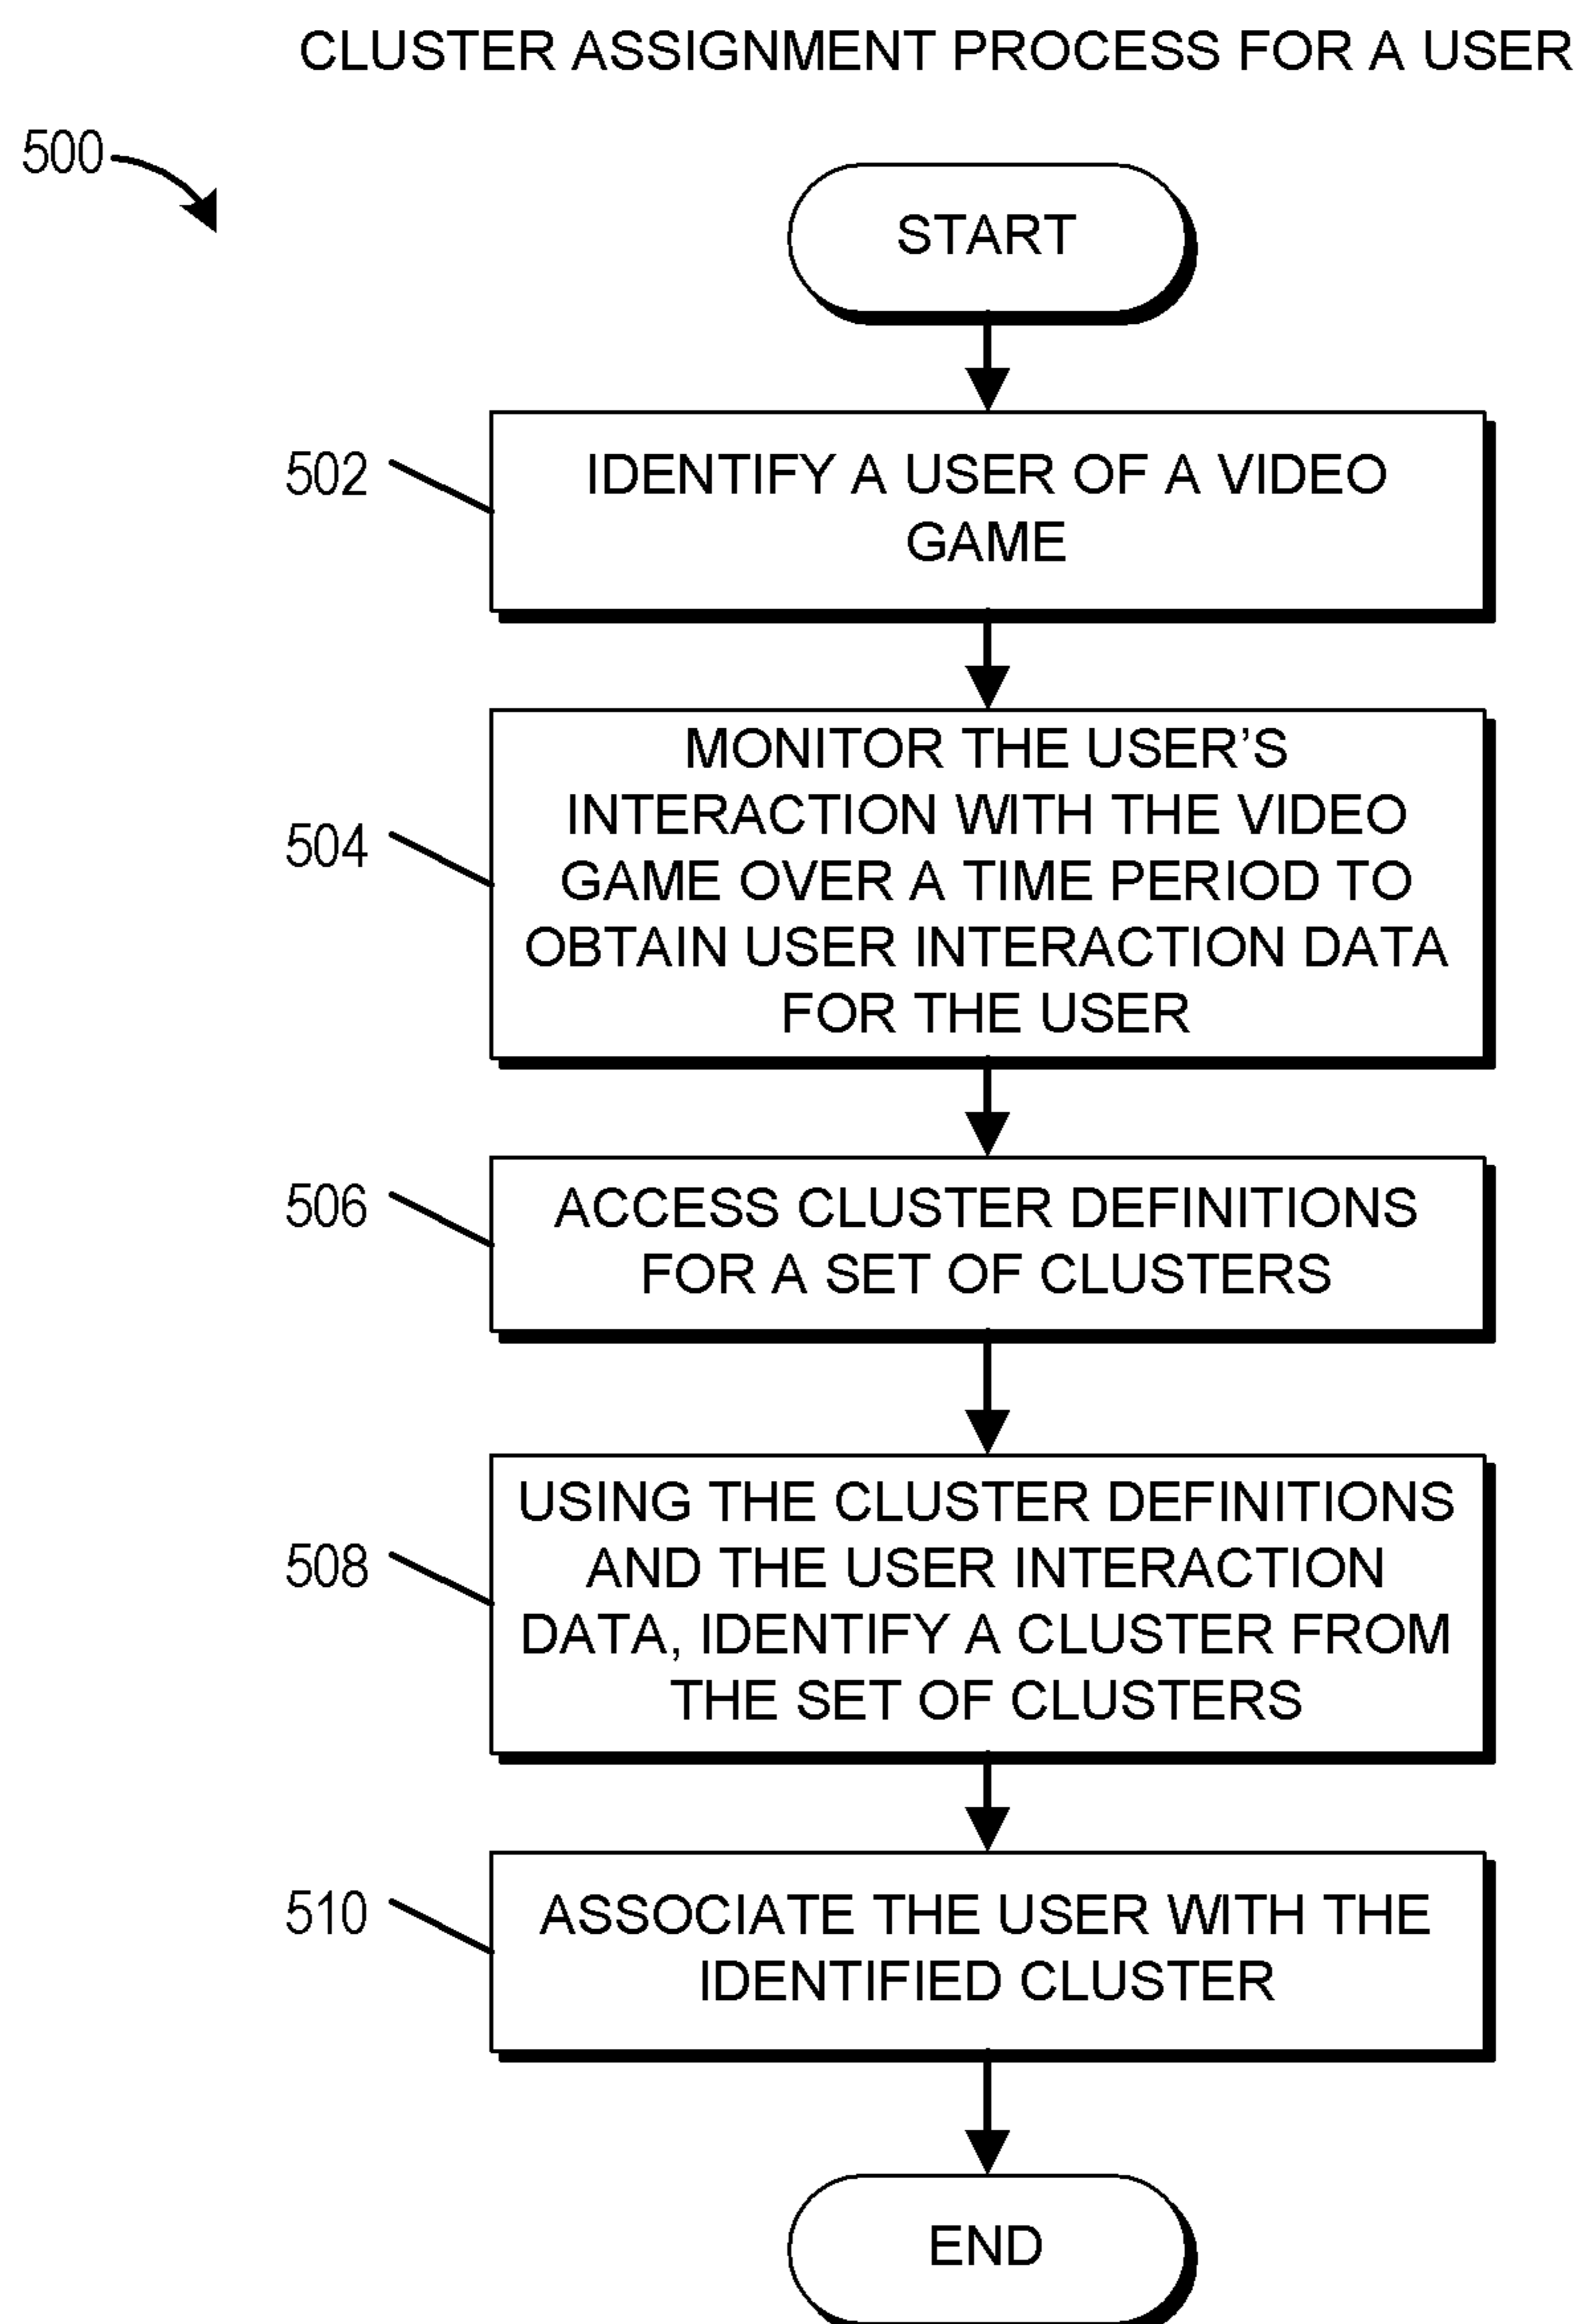 CLUSTER ASSIGNMENT PROCESS FOR A USER
500
START
502
IDENTIFY A USER OF A VIDEO
GAME
504
MONITOR THE USER’S
INTERACTION WITH THE VIDEO
GAME OVER A TIME PERIOD TO
OBTAIN USER INTERACTION DATA
FOR THE USER
506
ACCESS CLUSTER DEFINITIONS
FOR A SET OF CLUSTERS
508
USING THE CLUSTER DEFINITIONS
AND THE USER INTERACTION
DATA, IDENTIFY A CLUSTER FROM
THE SET OF CLUSTERS
510
ASSOCIATE THE USER WITH THE
IDENTIFIED CLUSTER
END